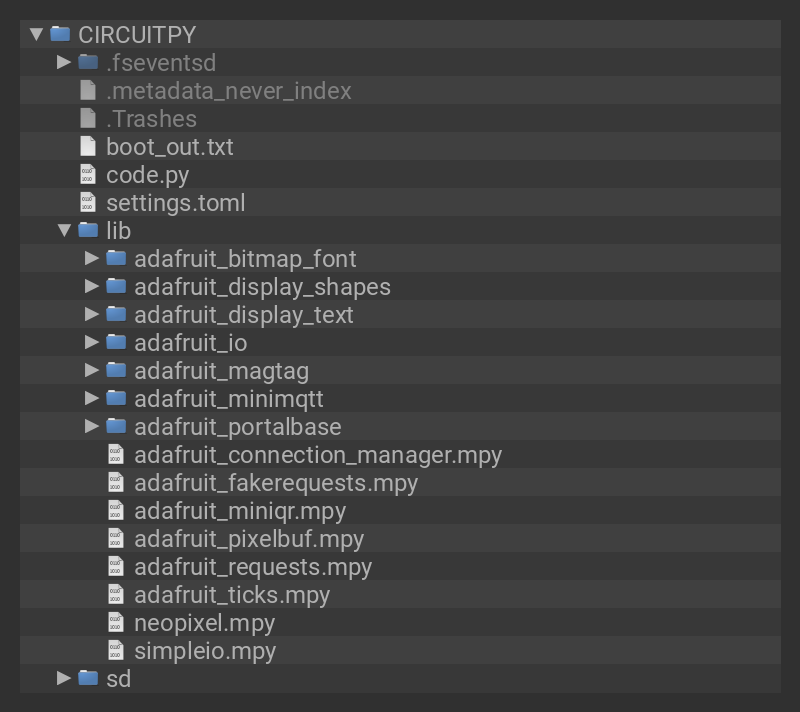 CIRCUITPY
.fseventsd
.metadata_never_index
.Trashes
boot_out.txt
code.py
settings.toml
lib
adafruit_bitmap_font
adafruit_display_shapes
adafruit_display_text
adafruit_io
adafruit_magtag
adafruit_minimqtt
adafruit_portalbase
adafruit_connection_manager.mpy
adafruit_fakerequests.mpy
adafruit_miniqr.mpy
adafruit_pixelbuf.mpy
adafruit_requests.mpy
adafruit_ticks.mpy
neopixel.mpy
simpleio.mpy
sd